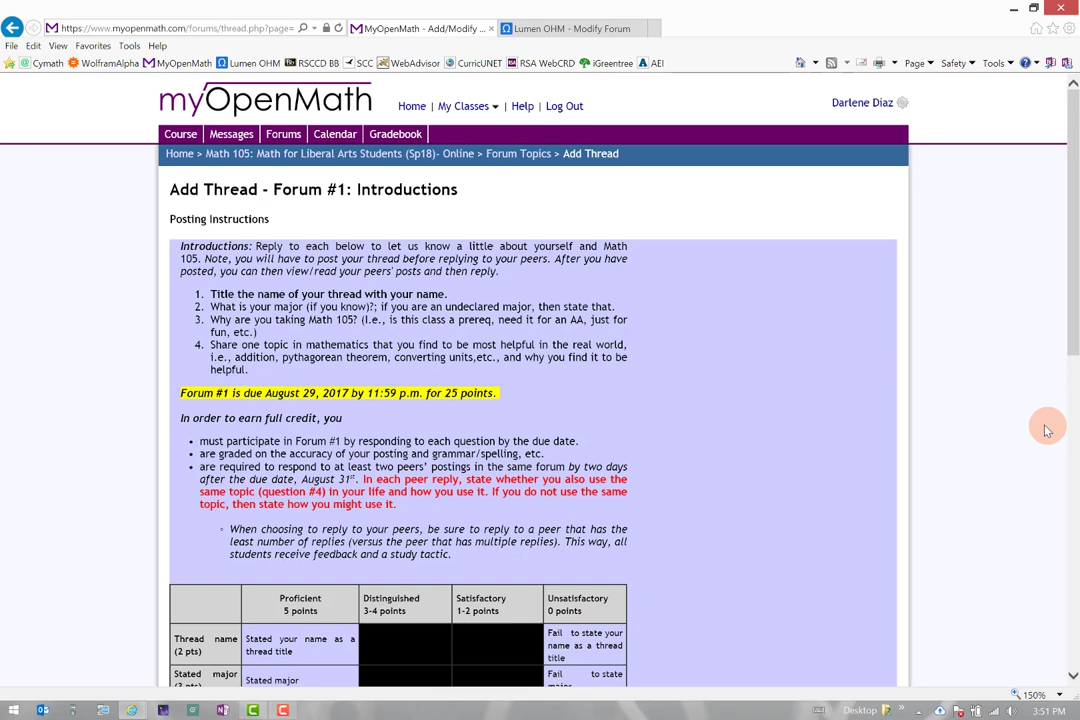 https://www.myopenmath.com/forums/thread.php?page=
MyOpenMath - Add/Modify ...
Lumen OHM - Modify Forum
File Edit View Favorites Tools Help
Cymath WolframAlpha MyOpenMath Lumen OHM RSCCD BB SCC WebAdvisor CurricUNET RSA WebCRD iGreentree AEI
Page Safety Tools
myOpenMath
Home | My Classes | Help | Log Out
Darlene Diaz
Course Messages Forums Calendar Gradebook
Home > Math 105: Math for Liberal Arts Students (Sp18)- Online > Forum Topics > Add Thread
Add Thread - Forum #1: Introductions
Posting Instructions
Introductions: Reply to each below to let us know a little about yourself and Math
105. Note, you will have to post your thread before replying to your peers. After you have
posted, you can then view/read your peers' posts and then reply.
1. Title the name of your thread with your name.
2. What is your major (if you know)?; if you are an undeclared major, then state that.
3. Why are you taking Math 105? (I.e., is this class a prereq, need it for an AA, just for
fun, etc.)
4. Share one topic in mathematics that you find to be most helpful in the real world,
i.e., addition, pythagorean theorem, converting units,etc., and why you find it to be
helpful.
Forum #1 is due August 29, 2017 by 11:59 p.m. for 25 points.
In order to earn full credit, you
• must participate in Forum #1 by responding to each question by the due date.
• are graded on the accuracy of your posting and grammar/spelling, etc.
• are required to respond to at least two peers' postings in the same forum by two days
after the due date, August 31st. In each peer reply, state whether you also use the
same topic (question #4) in your life and how you use it. If you do not use the same
topic, then state how you might use it.
◦ When choosing to reply to your peers, be sure to reply to a peer that has the
least number of replies (versus the peer that has multiple replies). This way, all
students receive feedback and a study tactic.
Proficient Distinguished Satisfactory Unsatisfactory
5 points 3-4 points 1-2 points 0 points
Thread name (2 pts)
Stated your name as a thread title
Fail to state your name as a thread title
Stated major
Stated major
Fail to state
150%
Desktop
3:51 PM